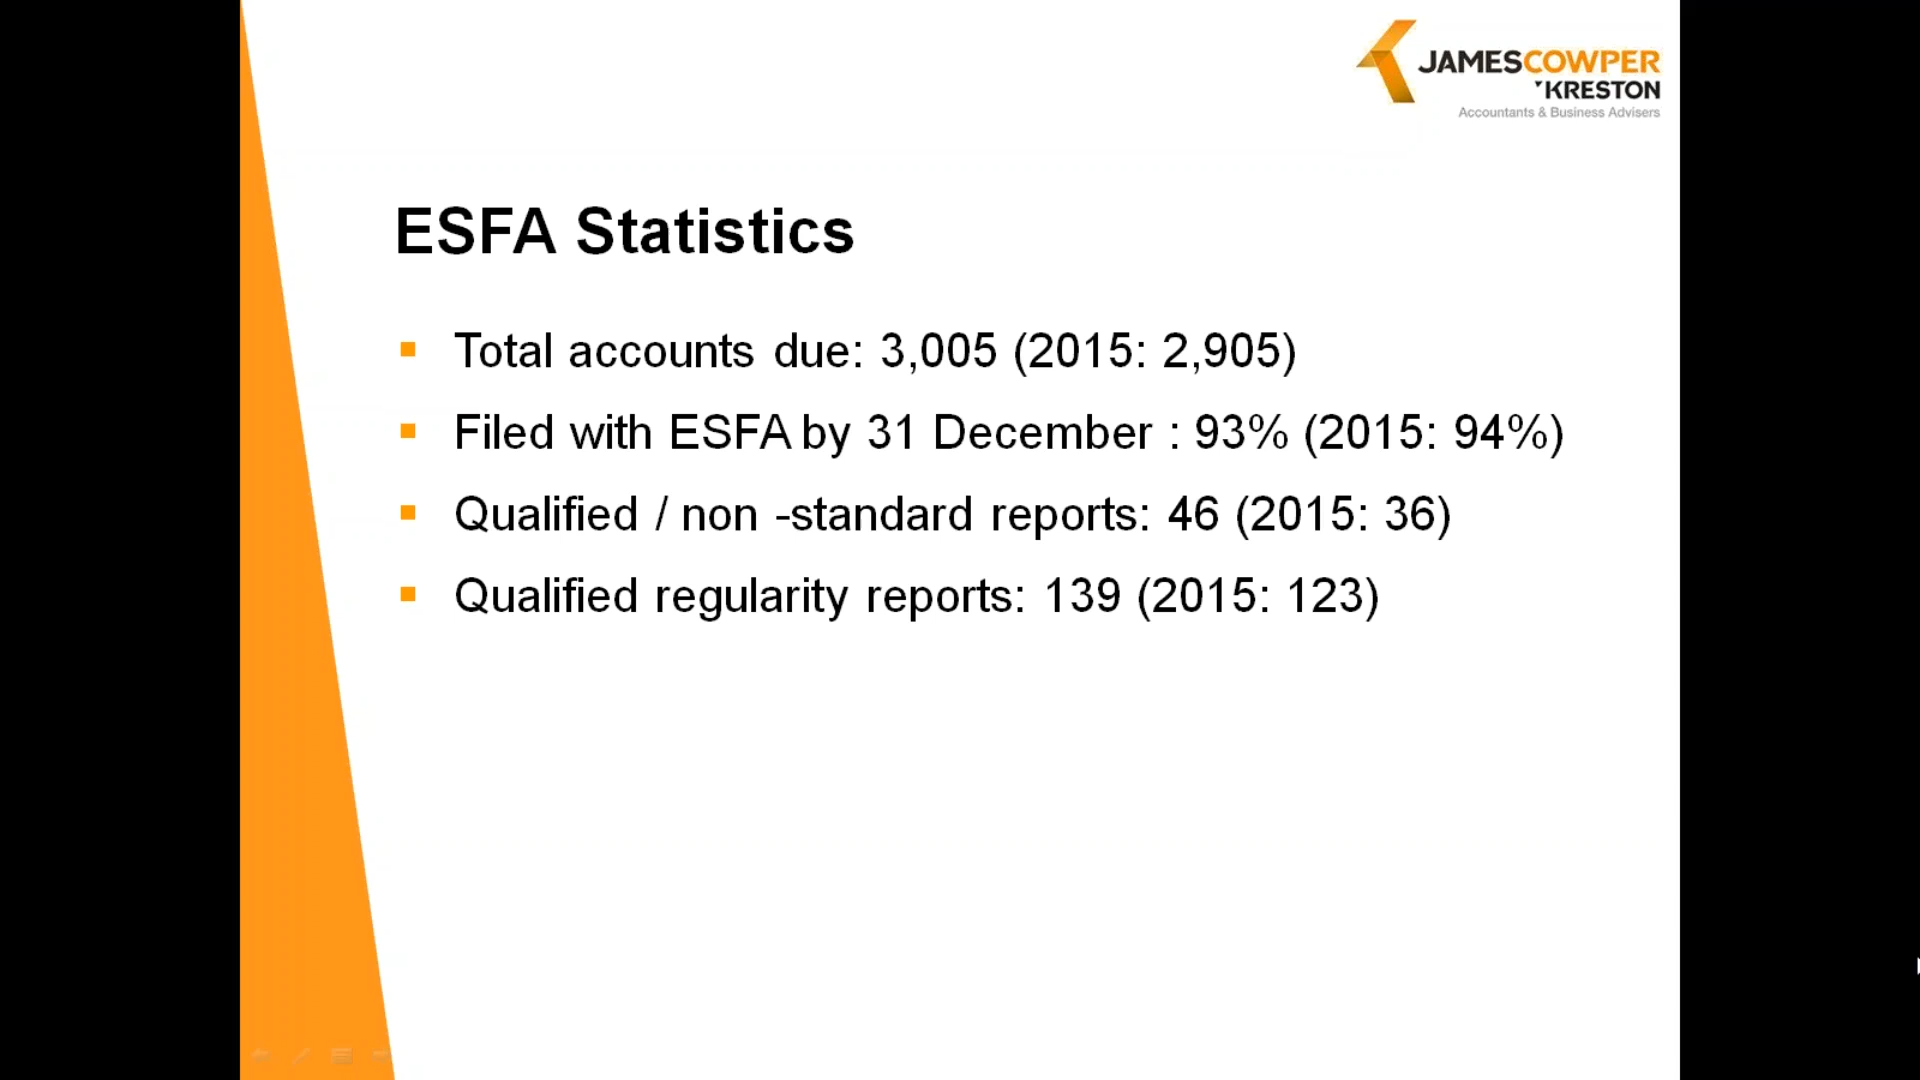 JAMESCOWPER
KRESTON
Accountants & Business Advisers
ESFA Statistics
Total accounts due: 3,005 (2015: 2,905)
Filed with ESFA by 31 December : 93% (2015: 94%)
Qualified / non -standard reports: 46 (2015: 36)
Qualified regularity reports: 139 (2015: 123)